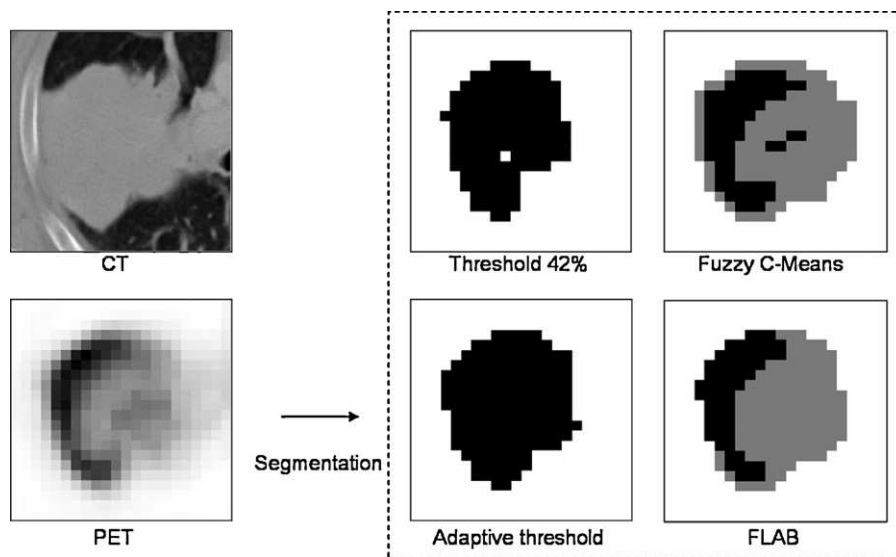 CT
Threshold 42%
Fuzzy C-Means
PET
Segmentation
Adaptive threshold
FLAB